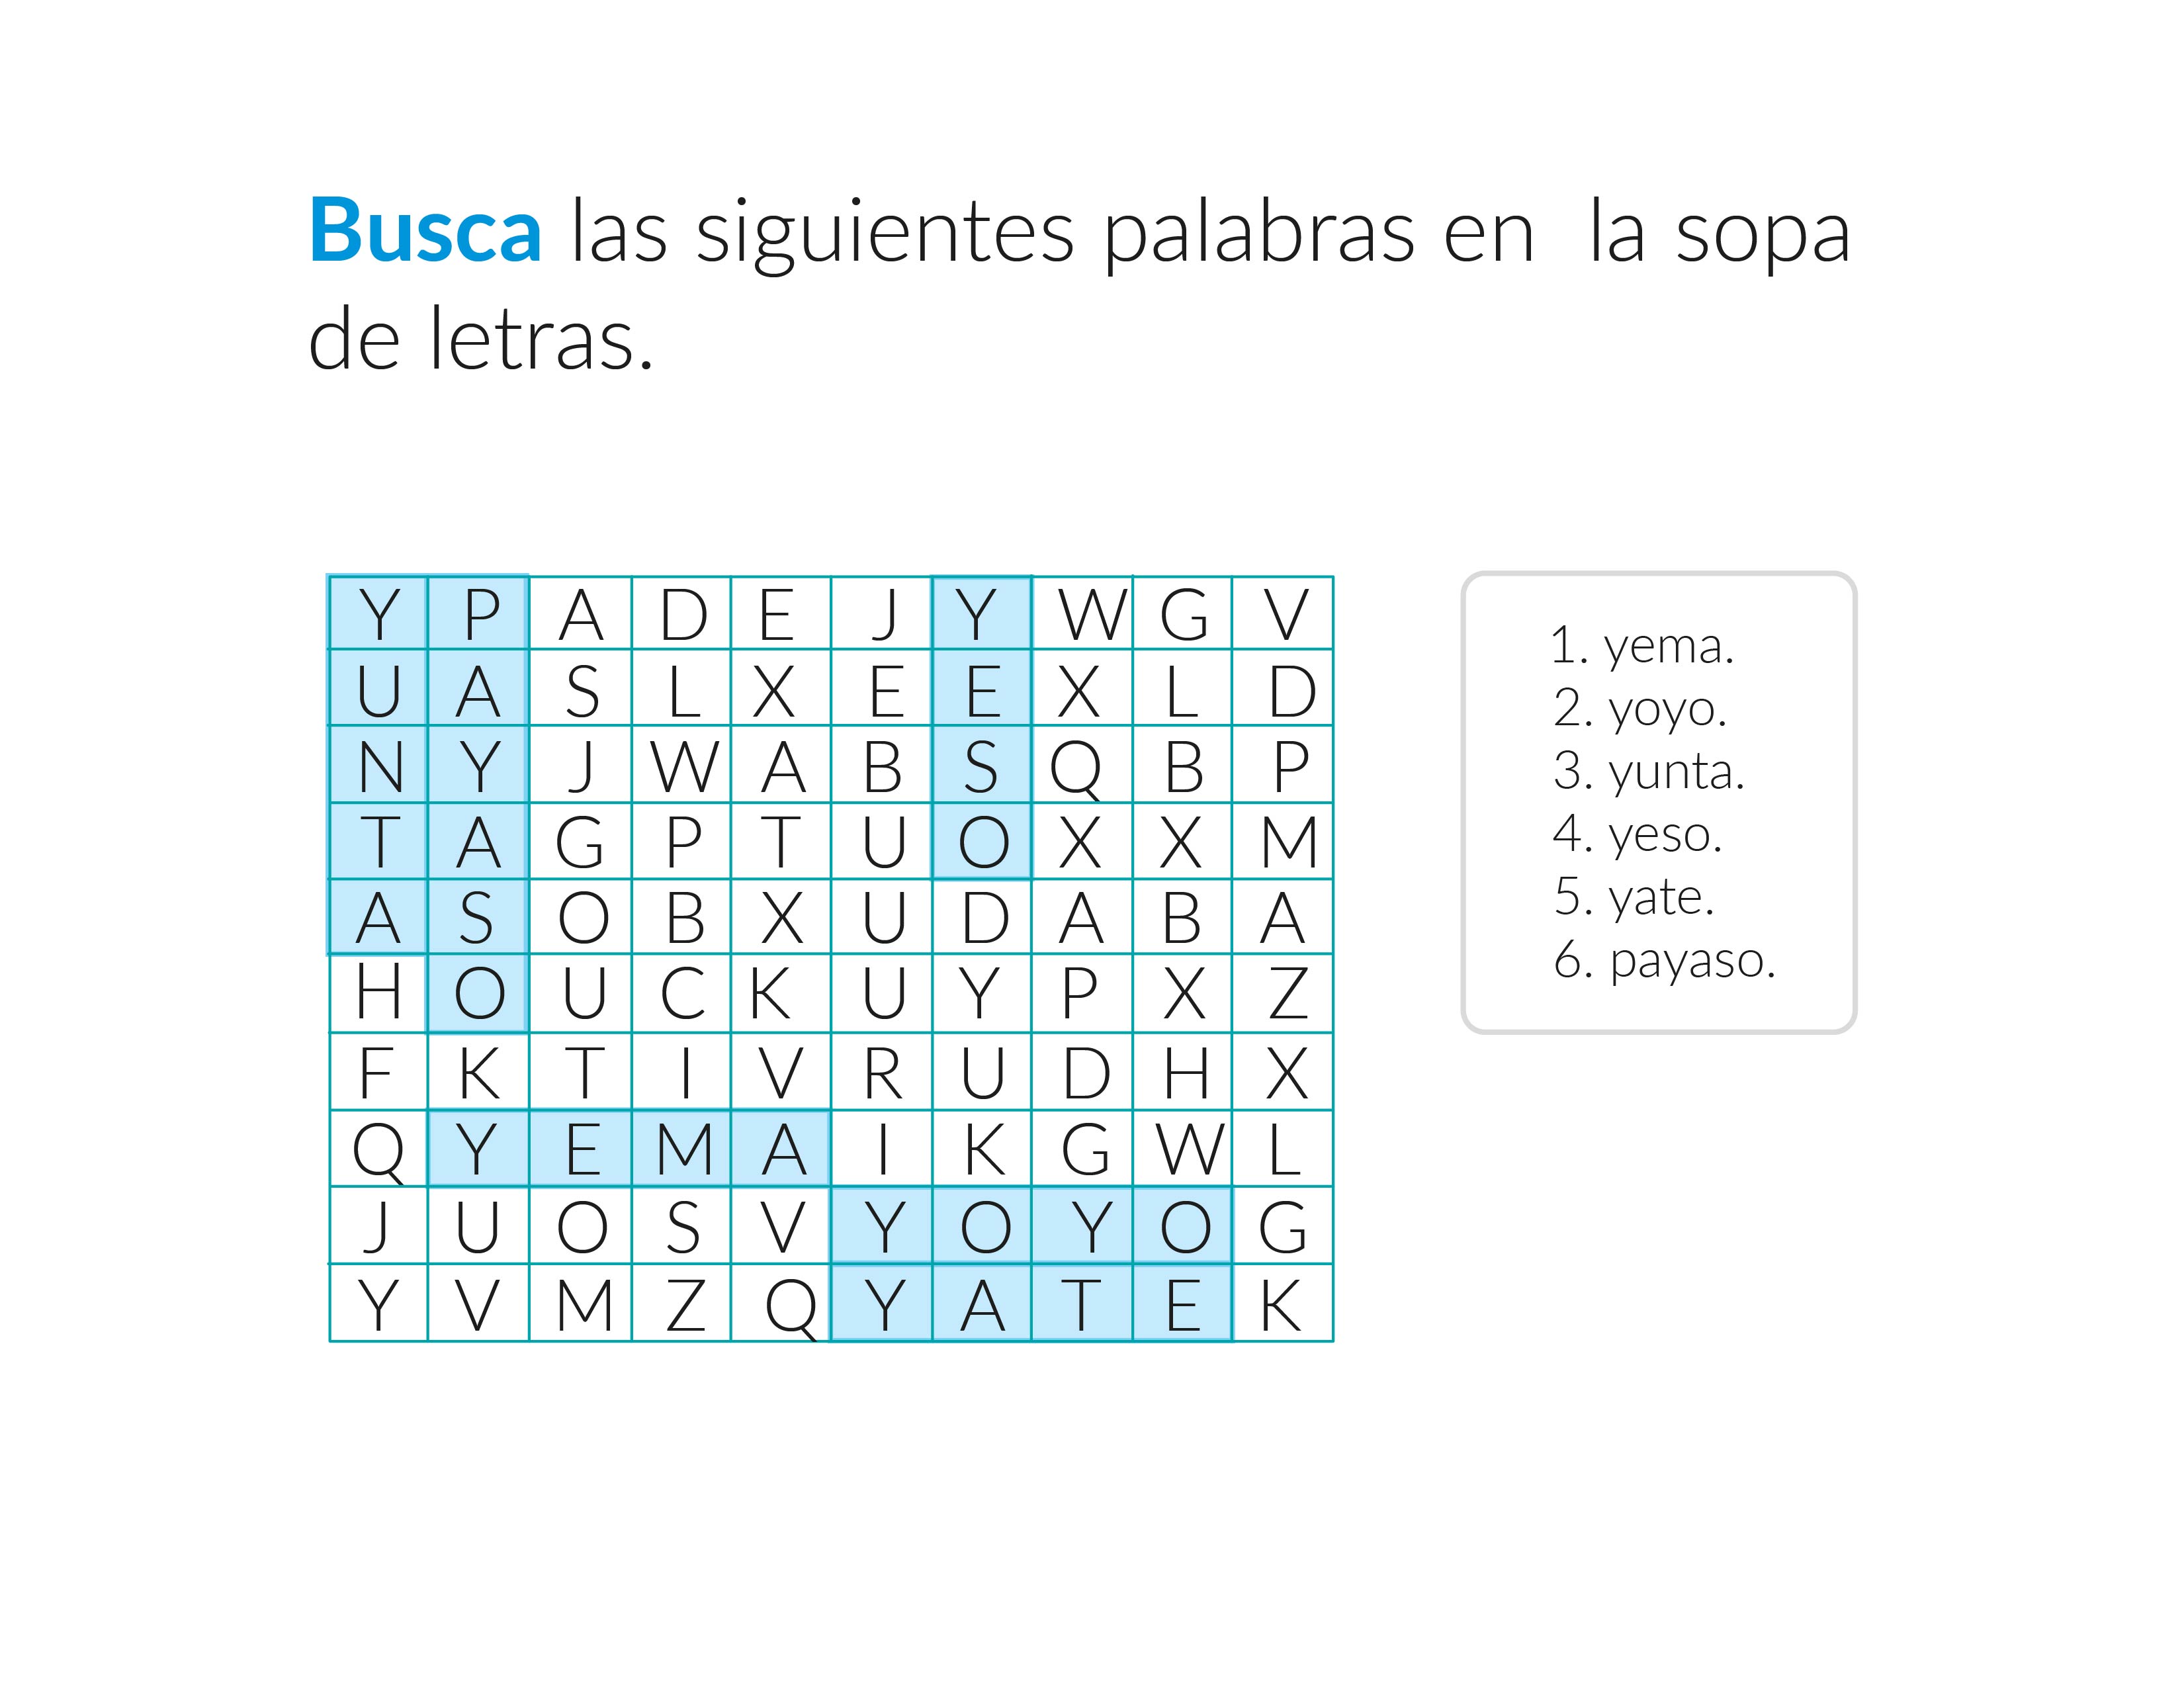 Busca las siguientes palabras en la sopa
de letras.
Y P A D E J Y W G V
U A S L X E E X L D
N Y J W A B S Q B P
T A G P T U O X X M
A S O B X U D A B A
H O U C K U Y P X Z
F K T I V R U D H X
Q Y E M A I K G W L
J U O S V Y O Y O G
Y V M Z Q Y A T E K
1. yema.
2. yoyo.
3. yunta.
4. yeso.
5. yate.
6. payaso.